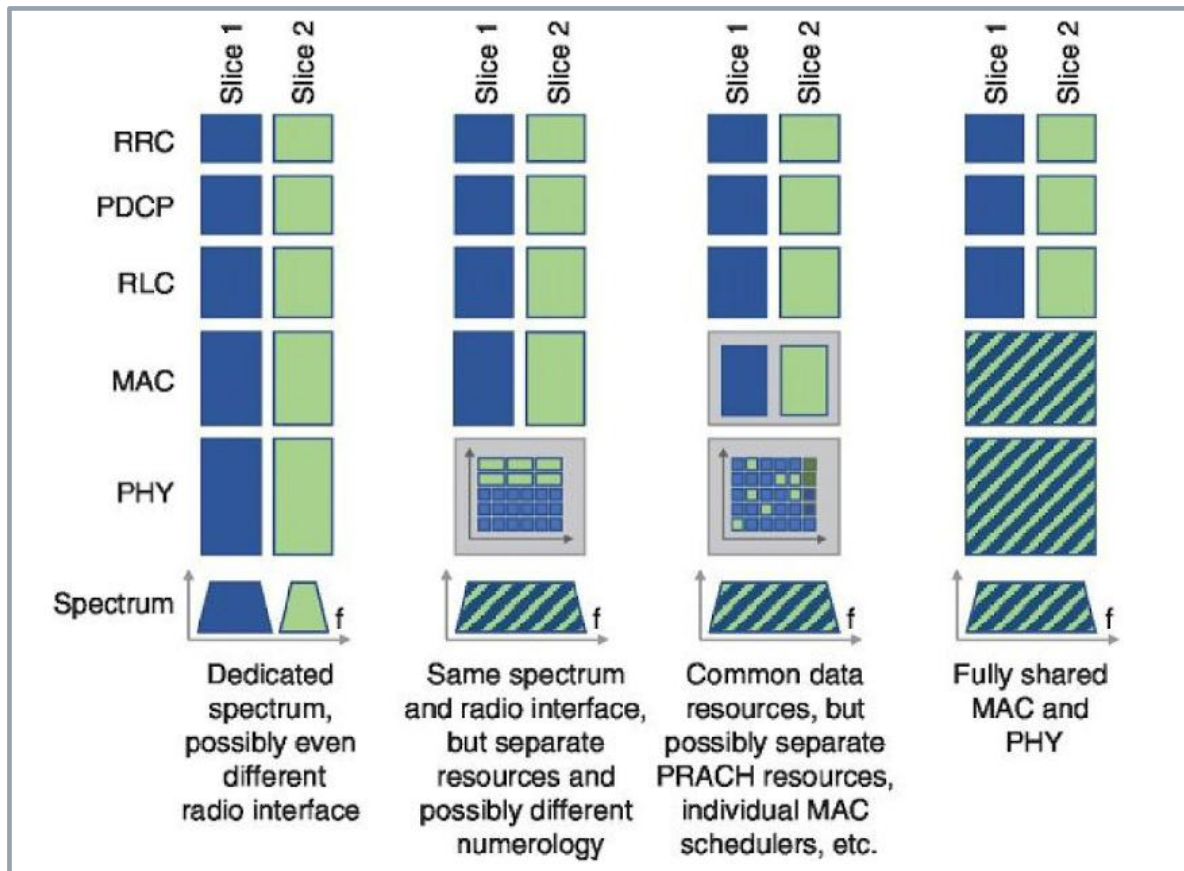 Slice 1
Slice 2
Slice 1
Slice 2
Slice 1
Slice 2
Slice 1
Slice 2
RRC
PDCP
RLC
MAC
PHY
Spectrum
f
f
f
f
Dedicated
spectrum,
possibly even
different
radio interface
Same spectrum
and radio interface,
but separate
resources and
possibly different
numerology
Common data
resources, but
possibly separate
PRACH resources,
individual MAC
schedulers, etc.
Fully shared
MAC and
PHY